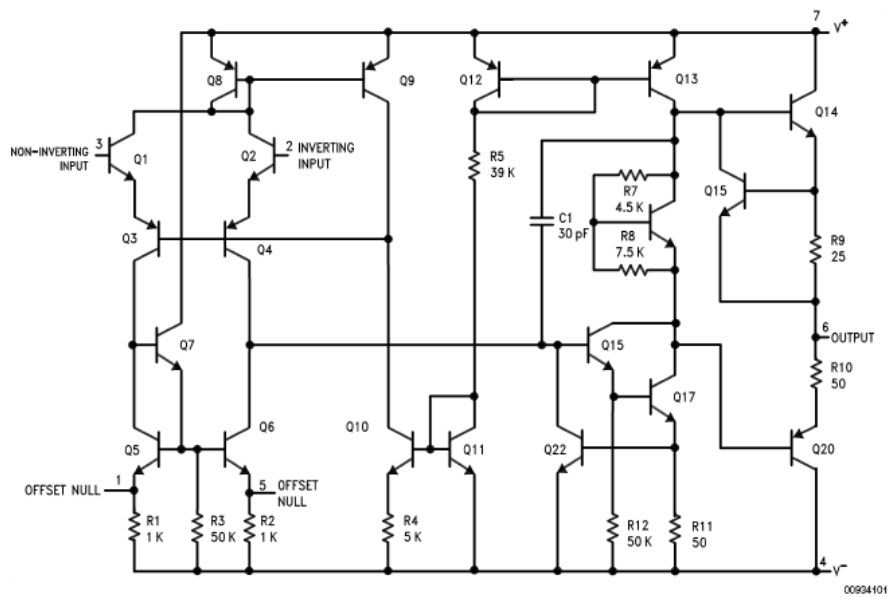 7
V+
Q8
Q9
Q12
Q13
Q14
3
NON-INVERTING
INPUT
Q1
Q2
2 INVERTING
INPUT
R5
39 K
R7
4.5 K
Q15
C1
30 pF
R8
7.5 K
R9
25
Q3
Q4
6
OUTPUT
Q7
Q15
R10
50
Q17
Q5
Q6
Q10
Q11
Q22
Q20
1
OFFSET NULL
5 OFFSET
NULL
R1
1 K
R3
50 K
R2
1 K
R4
5 K
R12
50 K
R11
50
4
V-
00934101